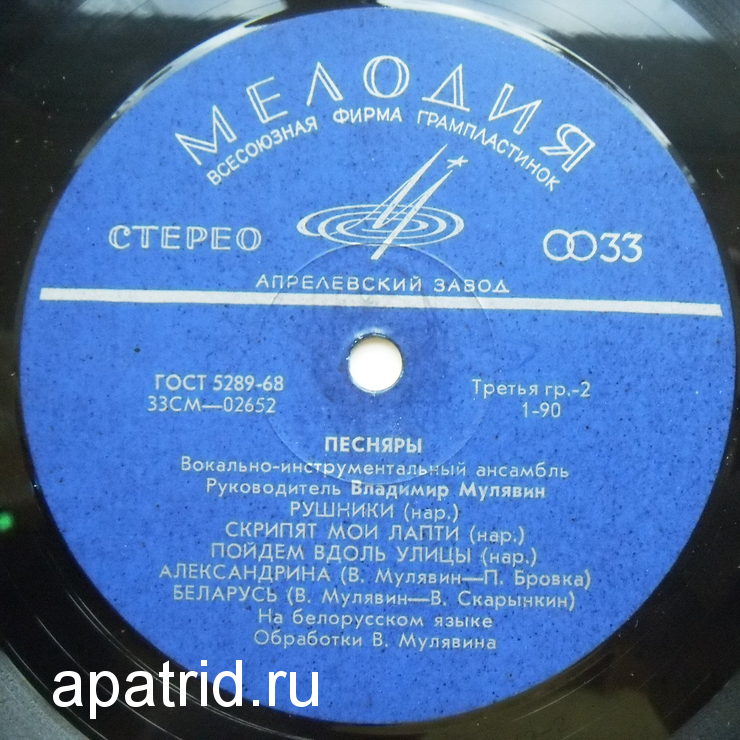 МЕЛОДИЯ
ВСЕСОЮЗНАЯ ФИРМА ГРАМПЛАСТИНОК
СТЕРЕО
33
АПРЕЛЕВСКИЙ ЗАВОД
ГОСТ 5289-68
Третья гр.-2
33СМ—02652
1-90
ПЕСНЯРЫ
Вокально-инструментальный ансамбль
Руководитель Владимир Мулявин
РУШНИКИ (нар.)
СКРИПЯТ МОИ ЛАПТИ (нар.)
ПОЙДЕМ ВДОЛЬ УЛИЦЫ (нар.)
АЛЕКСАНДРИНА (В. Мулявин—П. Бровка)
БЕЛАРУСЬ (В. Мулявин—В. Скарынкин)
На белорусском языке
Обработки В. Мулявина
apatrid.ru